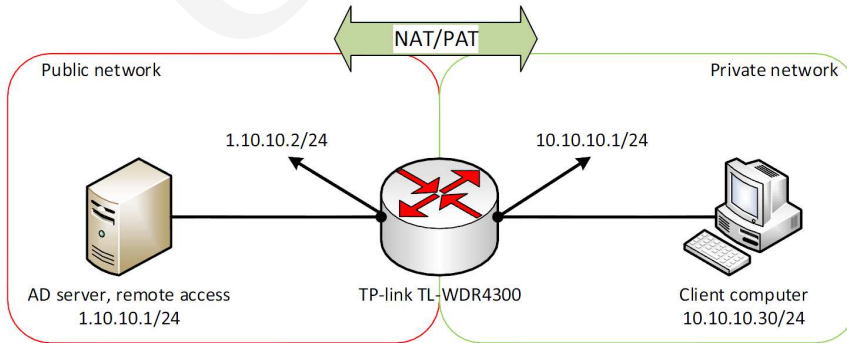 NAT/PAT
Public network
Private network
1.10.10.2/24
10.10.10.1/24
AD server, remote access
1.10.10.1/24
TP-link TL-WDR4300
Client computer
10.10.10.30/24